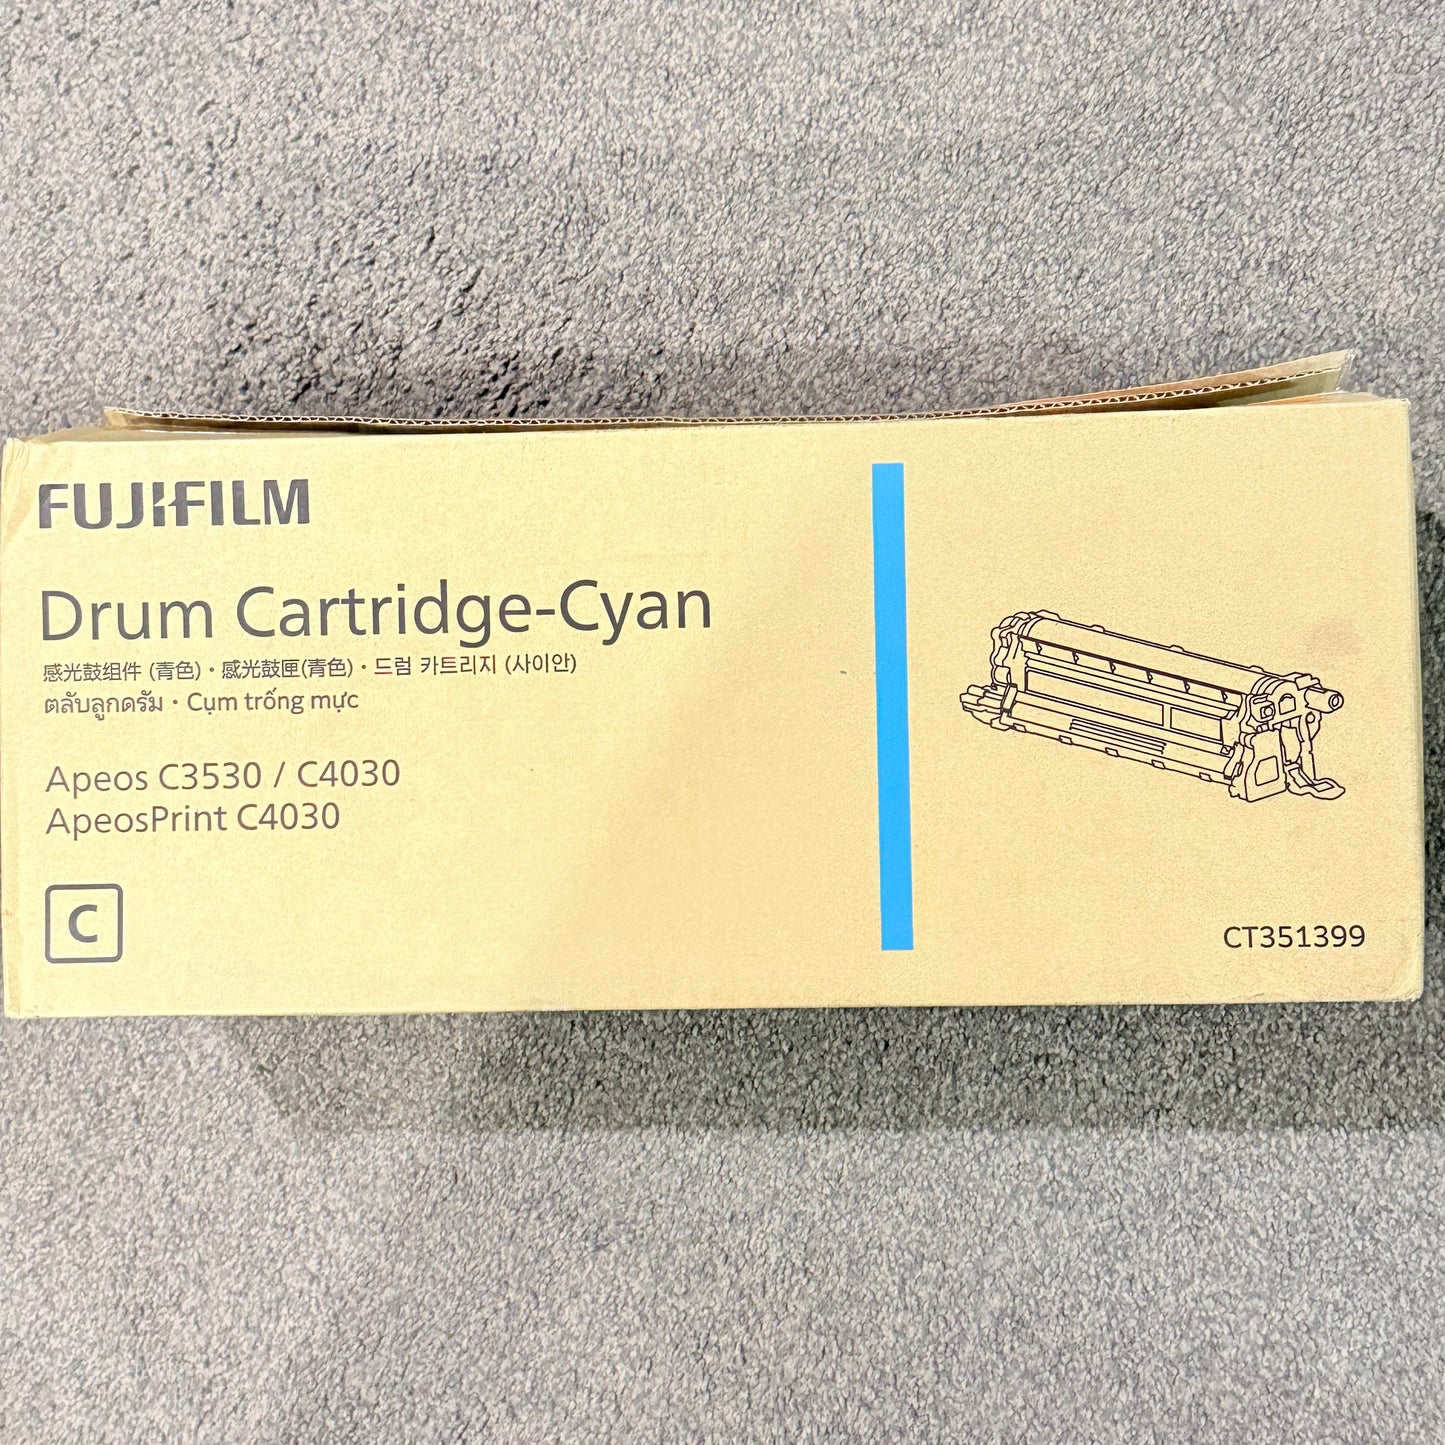 FUJIFILM
Drum Cartridge-Cyan
感光鼓组件 (青色)・感光鼓匣(青色)・드럼 카트리지 (사이안)
ตลับลูกดรัม・Cụm trống mực
Apeos C3530 / C4030
ApeosPrint C4030
C
CT351399